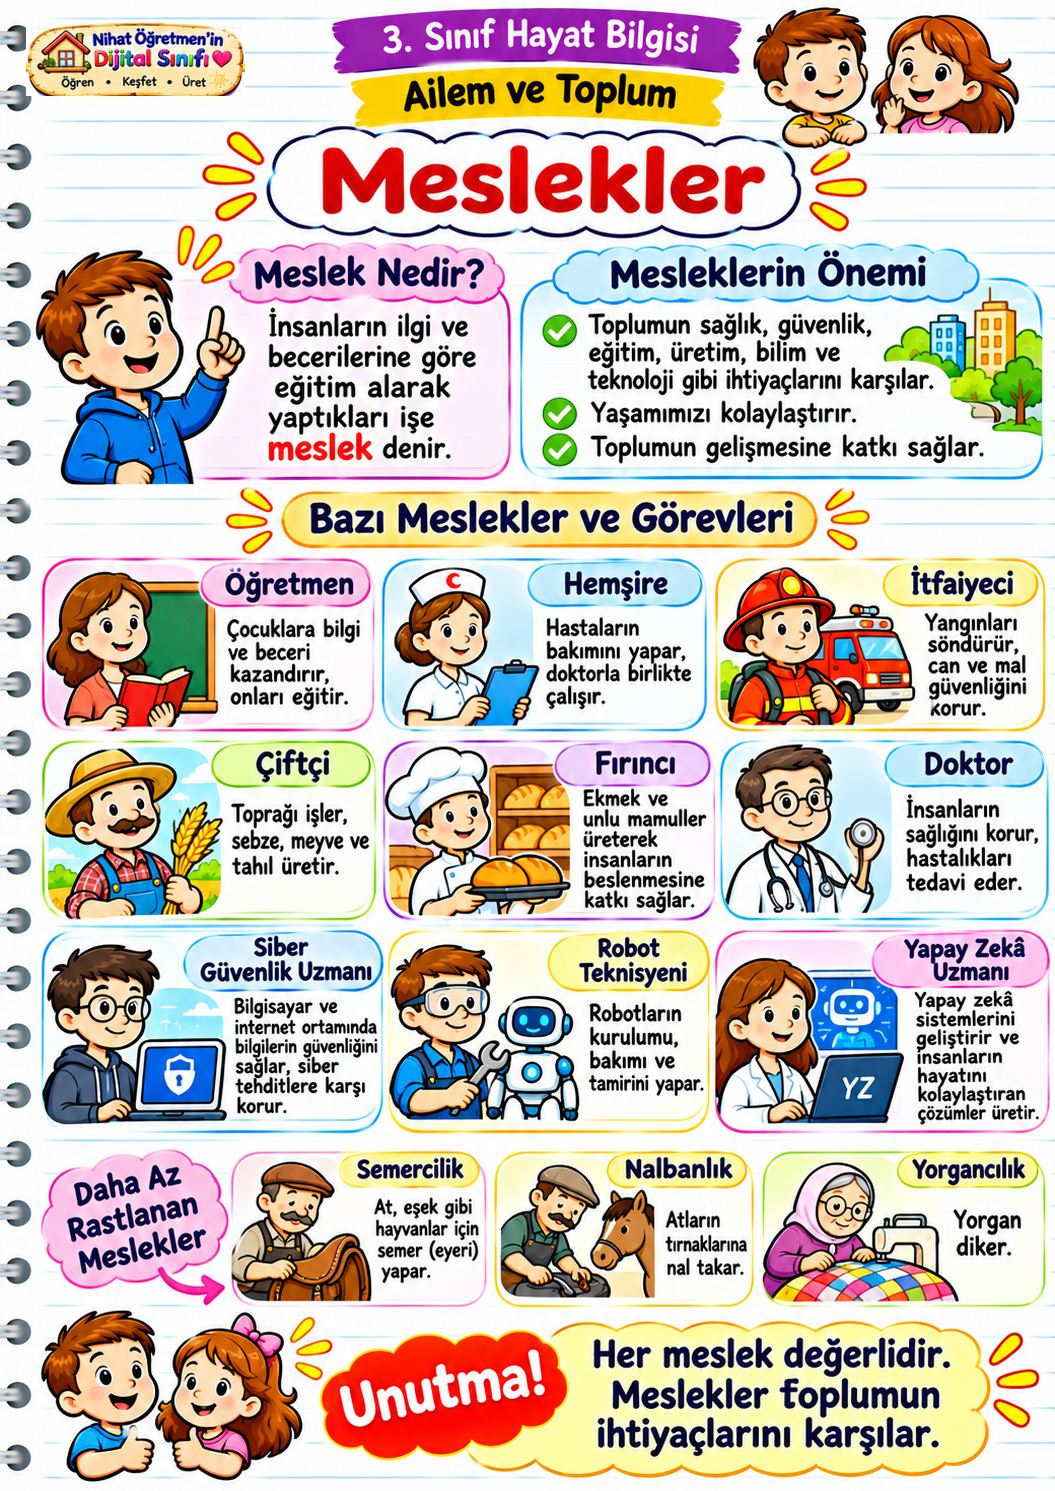 Nihat Öğretmen'in
Dijital Sınıfı
Öğren • Keşfet • Üret
3. Sınıf Hayat Bilgisi
Ailem ve Toplum
Meslekler
Meslek Nedir?
İnsanların ilgi ve
becerilerine göre
eğitim alarak
yaptıkları işe
meslek denir.
Mesleklerin Önemi
Toplumun sağlık, güvenlik,
eğitim, üretim, bilim ve
teknoloji gibi ihtiyaçlarını karşılar.
Yaşamımızı kolaylaştırır.
Toplumun gelişmesine katkı sağlar.
Bazı Meslekler ve Görevleri
Öğretmen
Çocuklara bilgi
ve beceri
kazandırır,
onları eğitir.
Hemşire
Hastaların
bakımını yapar,
doktorla birlikte
çalışır.
İtfaiyeci
Yangınları
söndürür,
can ve mal
güvenliğini
korur.
Çiftçi
Toprağı işler,
sebze, meyve ve
tahıl üretir.
Fırıncı
Ekmek ve
unlu mamuller
üreterek
insanların
beslenmesine
katkı sağlar.
Doktor
İnsanların
sağlığını korur,
hastalıkları
tedavi eder.
Siber
Güvenlik Uzmanı
Bilgisayar ve
internet ortamında
bilgilerin güvenliğini
sağlar, siber
tehditlere karşı
korur.
Robot
Teknisyeni
Robotların
kurulumu,
bakımı ve
tamirini yapar.
Yapay Zekâ
Uzmanı
Yapay zekâ
sistemlerini
geliştirir ve
insanların
hayatını
kolaylaştıran
çözümler üretir.
YZ
Daha Az
Rastlanan
Meslekler
Semercilik
At, eşek gibi
hayvanlar için
semer (eyeri)
yapar.
Nalbanlık
Atların
tırnaklarına
nal takar.
Yorgancılık
Yorgan
diker.
Unutma!
Her meslek değerlidir.
Meslekler toplumun
ihtiyaçlarını karşılar.